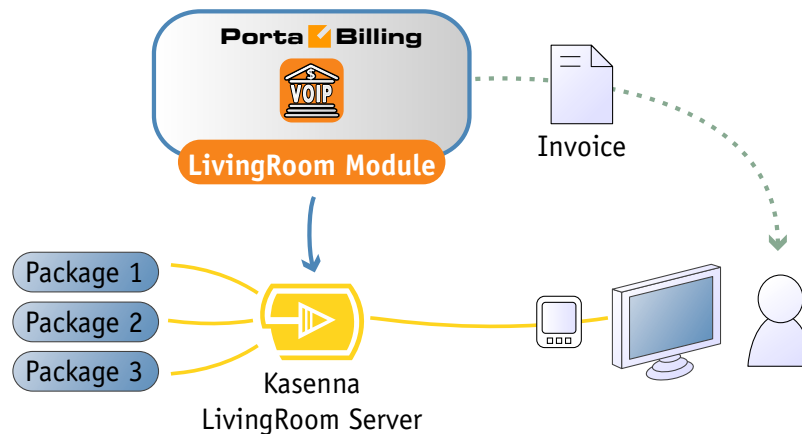 Porta Billing
$
VOIP
LivingRoom Module
Invoice
Package 1
Package 2
Package 3
Kasenna
LivingRoom Server